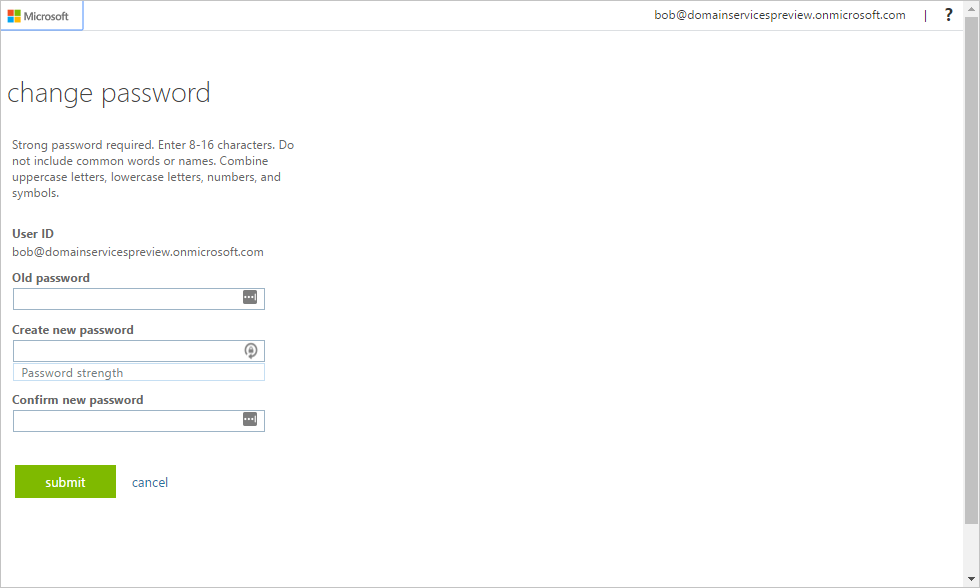 Microsoft
bob@domainservicespreview.onmicrosoft.com | ?
change password
Strong password required. Enter 8-16 characters. Do
not include common words or names. Combine
uppercase letters, lowercase letters, numbers, and
symbols.
User ID
bob@domainservicespreview.onmicrosoft.com
Old password
Create new password
Password strength
Confirm new password
submit
cancel